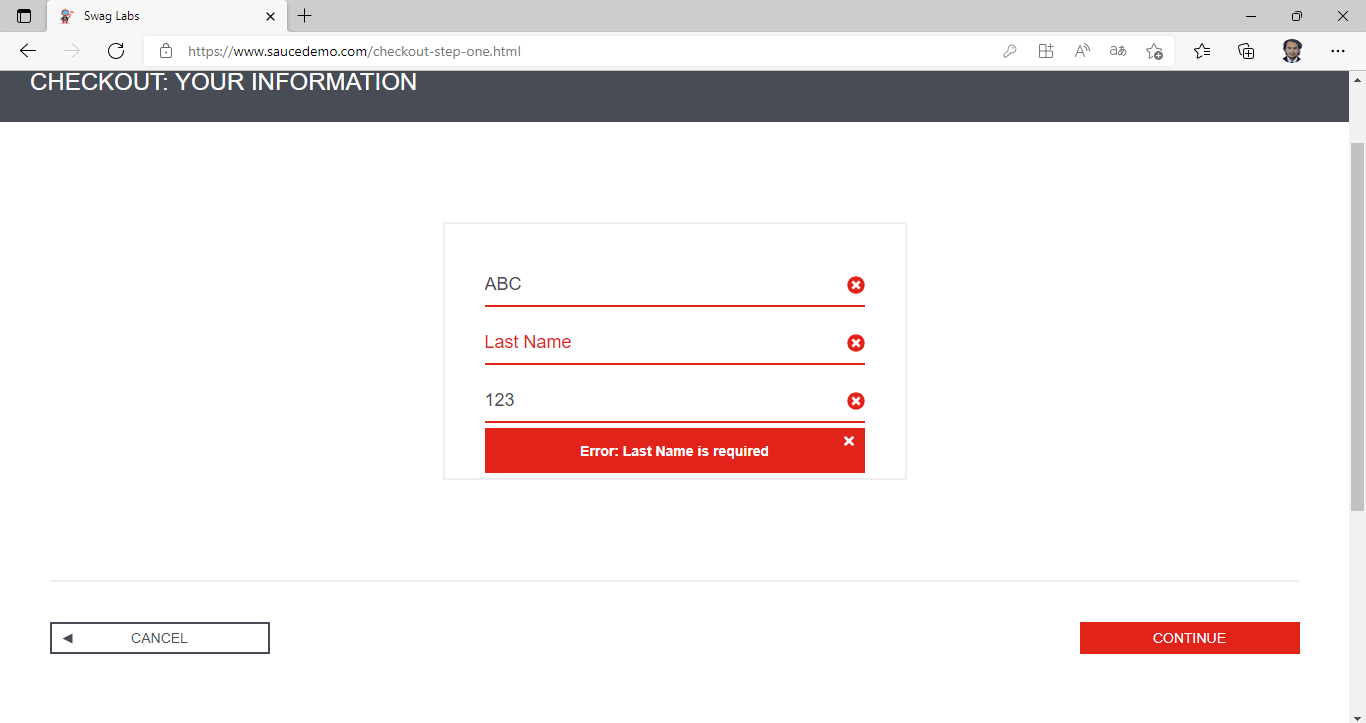 Swag Labs
https://www.saucedemo.com/checkout-step-one.html
CHECKOUT: YOUR INFORMATION
ABC
Last Name
123
Error: Last Name is required
CANCEL
CONTINUE